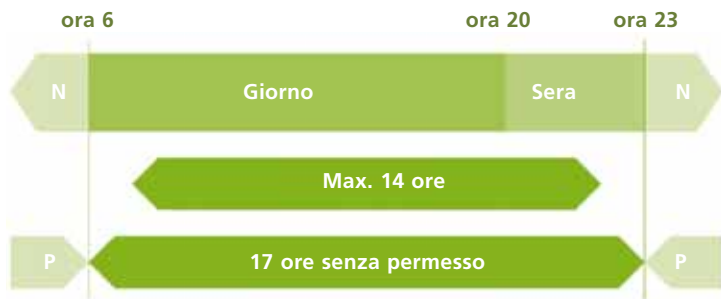 ora 6 ora 20 ora 23
N Giorno Sera N
Max. 14 ore
P 17 ore senza permesso P